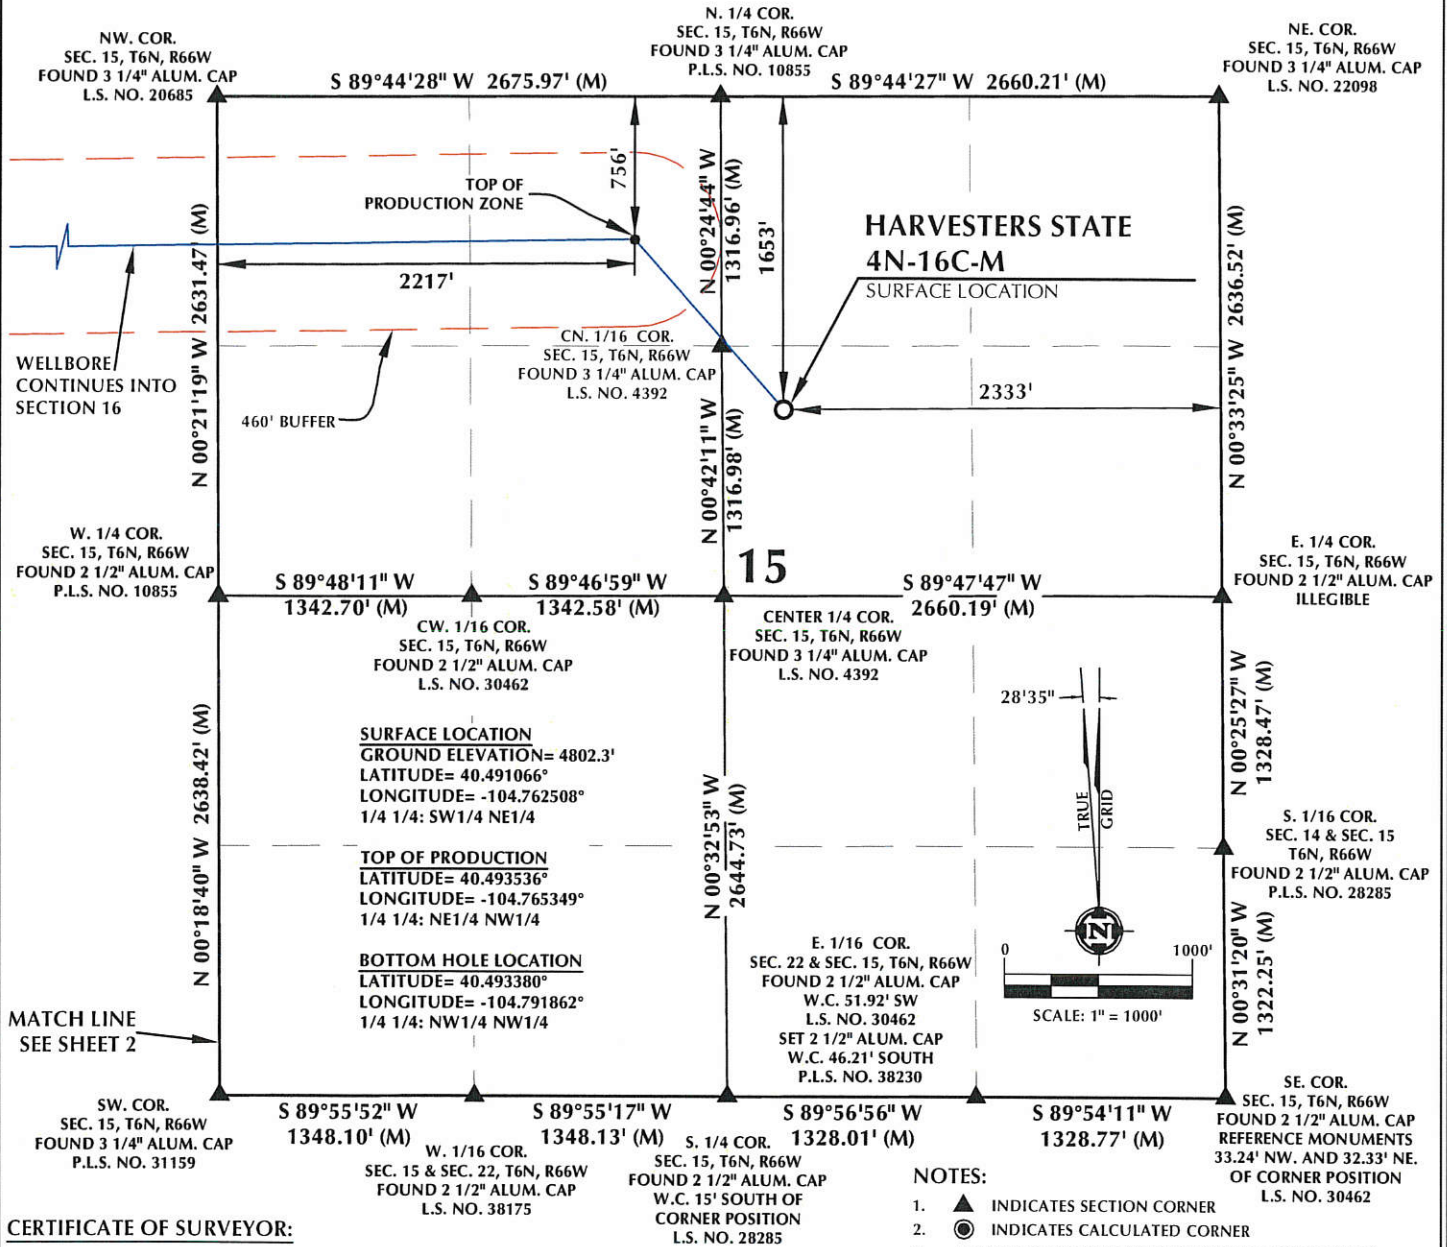 NW. COR.
SEC. 15, T6N, R66W
FOUND 3 1/4" ALUM. CAP
L.S. NO. 20685
S 89°44'28" W 2675.97' (M)
N. 1/4 COR.
SEC. 15, T6N, R66W
FOUND 3 1/4" ALUM. CAP
P.L.S. NO. 10855
S 89°44'27" W 2660.21' (M)
NE. COR.
SEC. 15, T6N, R66W
FOUND 3 1/4" ALUM. CAP
L.S. NO. 22098
TOP OF
PRODUCTION ZONE
756'
N 00°24'44" W
1316.96' (M)
1653'
HARVESTERS STATE
4N-16C-M
SURFACE LOCATION
N 00°21'19" W 2631.47' (M)
2217'
N 00°33'25" W 2636.52' (M)
WELLBORE
CONTINUES INTO
SECTION 16
460' BUFFER
CN. 1/16 COR.
SEC. 15, T6N, R66W
FOUND 3 1/4" ALUM. CAP
L.S. NO. 4392
2333'
N 00°42'11" W
1316.98' (M)
W. 1/4 COR.
SEC. 15, T6N, R66W
FOUND 2 1/2" ALUM. CAP
P.L.S. NO. 10855
S 89°48'11" W
1342.70' (M)
S 89°46'59" W
1342.58' (M)
15
S 89°47'47" W
2660.19' (M)
E. 1/4 COR.
SEC. 15, T6N, R66W
FOUND 2 1/2" ALUM. CAP
ILLEGIBLE
CW. 1/16 COR.
SEC. 15, T6N, R66W
FOUND 2 1/2" ALUM. CAP
L.S. NO. 30462
CENTER 1/4 COR.
SEC. 15, T6N, R66W
FOUND 3 1/4" ALUM. CAP
L.S. NO. 4392
N 00°18'40" W 2638.42' (M)
SURFACE LOCATION
GROUND ELEVATION= 4802.3'
LATITUDE= 40.491066°
LONGITUDE= -104.762508°
1/4 1/4: SW1/4 NE1/4
TOP OF PRODUCTION
LATITUDE= 40.493536°
LONGITUDE= -104.765349°
1/4 1/4: NE1/4 NW1/4
BOTTOM HOLE LOCATION
LATITUDE= 40.493380°
LONGITUDE= -104.791862°
1/4 1/4: NW1/4 NW1/4
N 00°32'53" W
2644.73' (M)
28'35"
TRUE
GRID
N
0 1000'
SCALE: 1" = 1000'
N 00°25'27" W
1328.47' (M)
S. 1/16 COR.
SEC. 14 & SEC. 15
T6N, R66W
FOUND 2 1/2" ALUM. CAP
P.L.S. NO. 28285
E. 1/16 COR.
SEC. 22 & SEC. 15, T6N, R66W
FOUND 2 1/2" ALUM. CAP
W.C. 51.92' SW
L.S. NO. 30462
SET 2 1/2" ALUM. CAP
W.C. 46.21' SOUTH
P.L.S. NO. 38230
N 00°31'20" W
1322.25' (M)
MATCH LINE
SEE SHEET 2
SW. COR.
SEC. 15, T6N, R66W
FOUND 3 1/4" ALUM. CAP
P.L.S. NO. 31159
S 89°55'52" W
1348.10' (M)
W. 1/16 COR.
SEC. 15 & SEC. 22, T6N, R66W
FOUND 2 1/2" ALUM. CAP
L.S. NO. 38175
S 89°55'17" W
1348.13' (M)
S. 1/4 COR.
SEC. 15, T6N, R66W
FOUND 2 1/2" ALUM. CAP
W.C. 15' SOUTH OF
CORNER POSITION
L.S. NO. 28285
S 89°56'56" W
1328.01' (M)
S 89°54'11" W
1328.77' (M)
SE. COR.
SEC. 15, T6N, R66W
FOUND 2 1/2" ALUM. CAP
REFERENCE MONUMENTS
33.24' NW. AND 32.33' NE.
OF CORNER POSITION
L.S. NO. 30462
NOTES:
1. INDICATES SECTION CORNER
2. INDICATES CALCULATED CORNER
CERTIFICATE OF SURVEYOR: